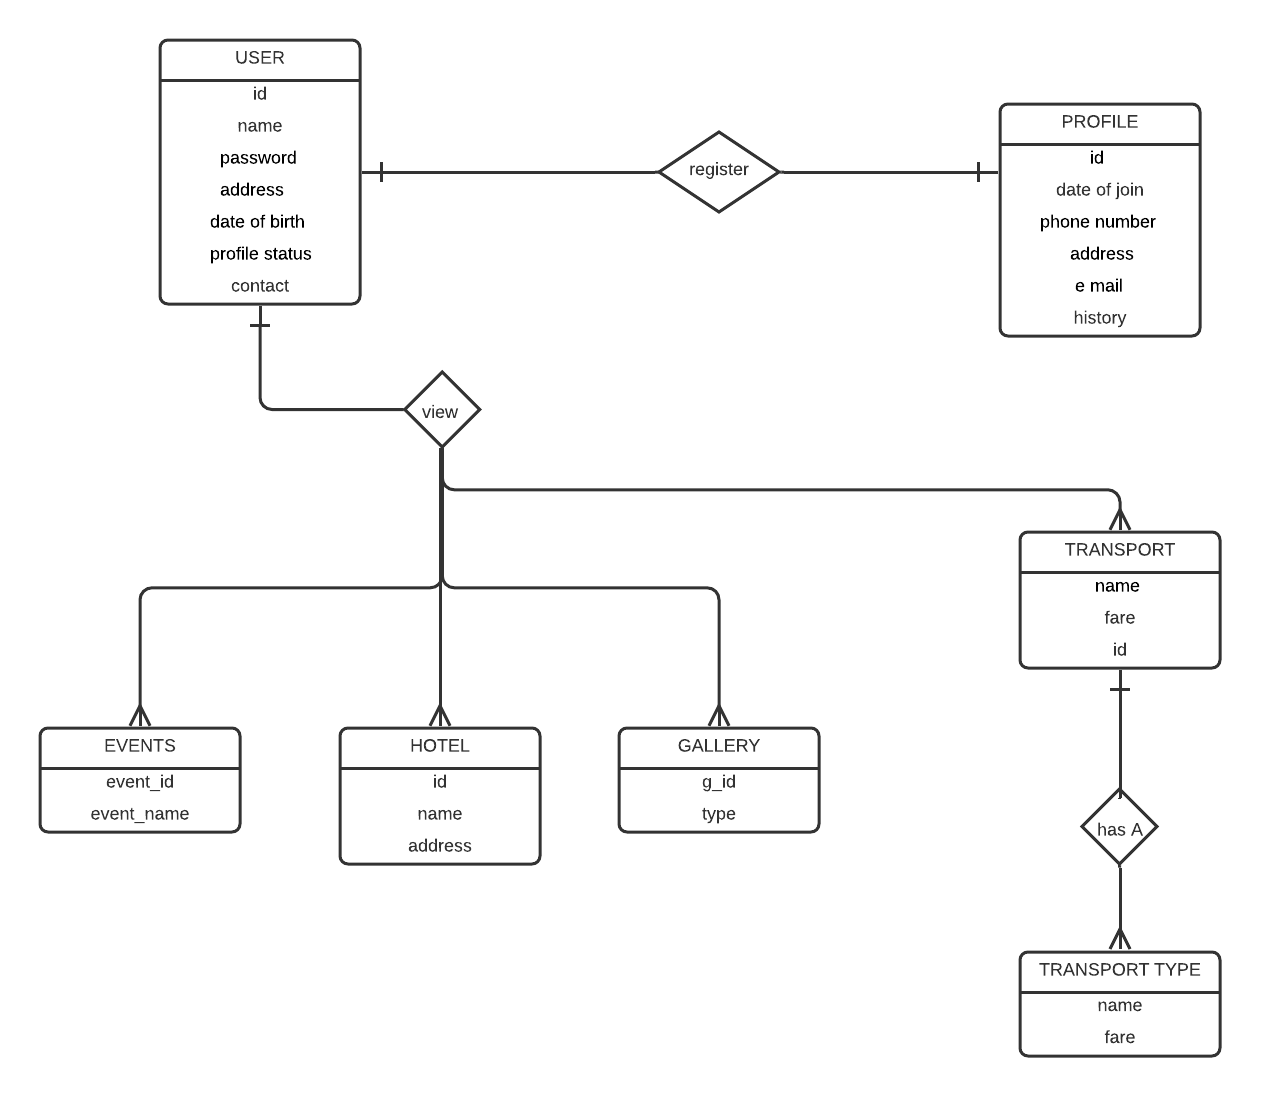 USER
id
name
password
address
date of birth
profile status
contact
register
PROFILE
id
date of join
phone number
address
e mail
history
view
TRANSPORT
name
fare
id
EVENTS
event_id
event_name
HOTEL
id
name
address
GALLERY
g_id
type
has A
TRANSPORT TYPE
name
fare